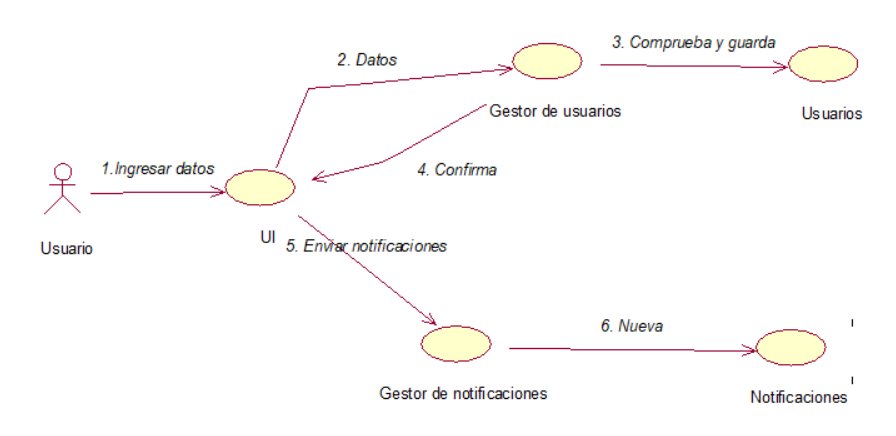 3. Comprueba y guarda
2. Datos
Gestor de usuarios
Usuarios
1.Ingresar datos
4. Confirma
UI
Usuario
5. Enviar notificaciones
6. Nueva
Gestor de notificaciones
Notificaciones